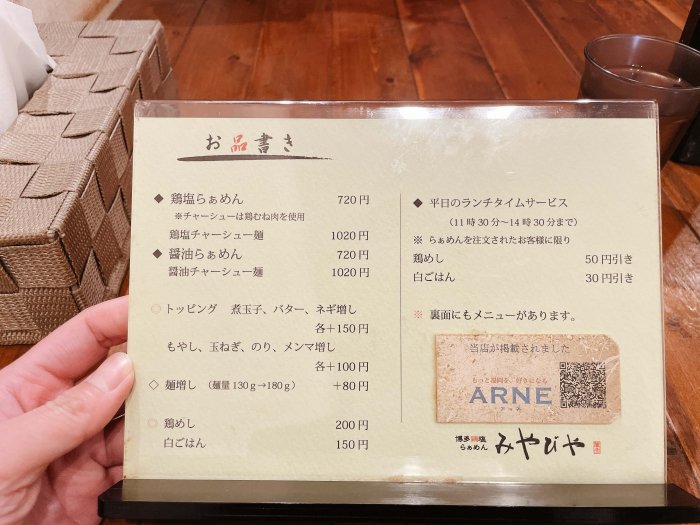 お品書き
◆ 鶏塩らぁめん 720円
※チャーシューは鶏むね肉を使用
鶏塩チャーシュー麺 1020円
◆ 醤油らぁめん 720円
醤油チャーシュー麺 1020円
○ トッピング 煮玉子、バター、ネギ増し
各+150円
もやし、玉ねぎ、のり、メンマ増し
各+100円
◇ 麺増し (麺量130g→180g) +80円
○ 鶏めし 200円
白ごはん 150円
◆ 平日のランチタイムサービス
(11時30分〜14時30分まで)
※ らぁめんを注文されたお客様に限り
鶏めし 50円引き
白ごはん 30円引き
※ 裏面にもメニューがあります。
当店が掲載されました
もっと福岡を、好きになる
ARNE
アルネ
博多鶏塩
らぁめん
みやびや